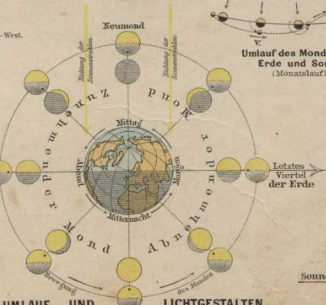 - West.
Neumond
Richtung der
Sonnenstrahlen
Richtung der
Sonnenstrahlen
V.
Umlauf des Mond
Erde und Son
(Monatslauf
Zunehmender Mond
Abnehmender Mond
Mittag
Abend
Morgen
Mitternacht
Letztes
Viertel
der Erde
Bewegung
des Mondes
Sonne
UMLAUF UND LICHTGESTALTEN